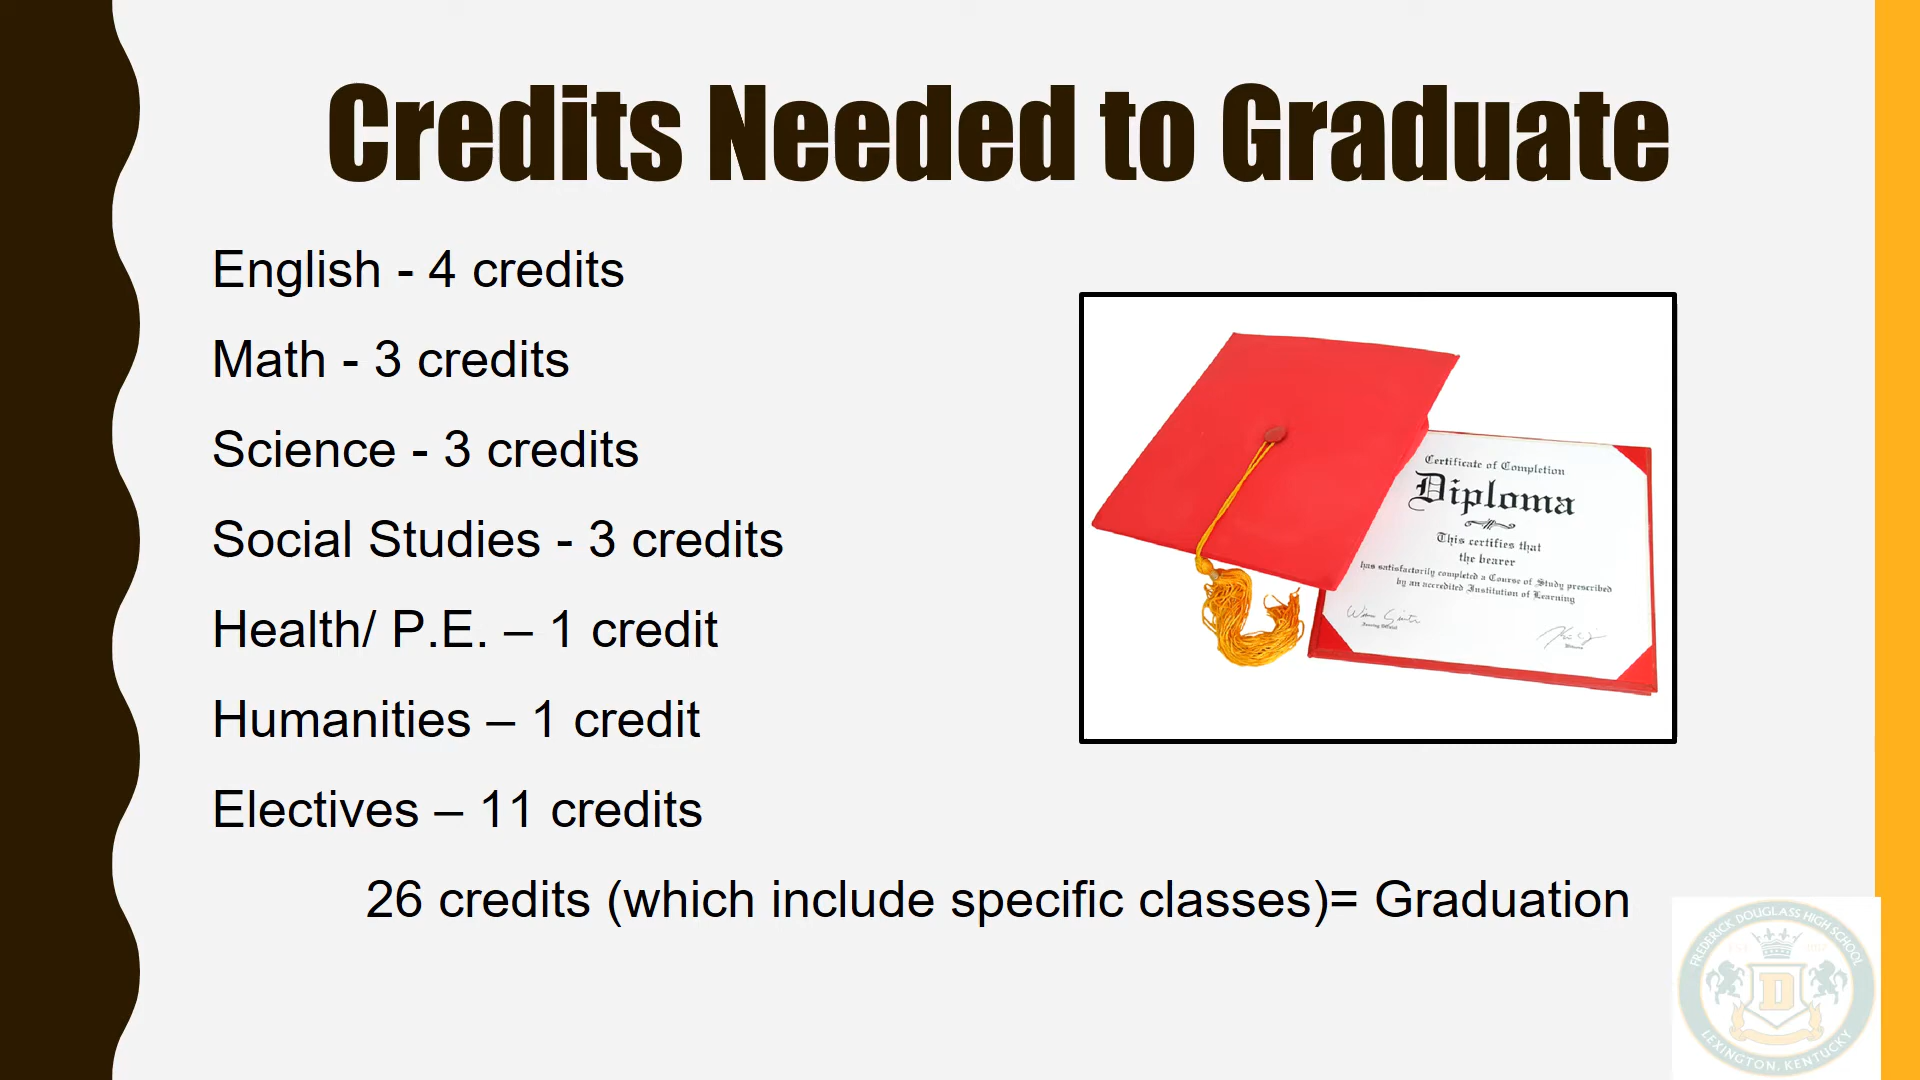 Credits Needed to Graduate
English - 4 credits
Math - 3 credits
Science - 3 credits
Social Studies - 3 credits
Health/ P.E. – 1 credit
Humanities – 1 credit
Electives – 11 credits
26 credits (which include specific classes)= Graduation
Certificate of Completion
Diploma
This certifies that
the bearer
has satisfactorily completed a Course of Study prescribed
by an accredited Institution of Learning
FREDERICK DOUGLASS HIGH SCHOOL
D
LEXINGTON, KENTUCKY